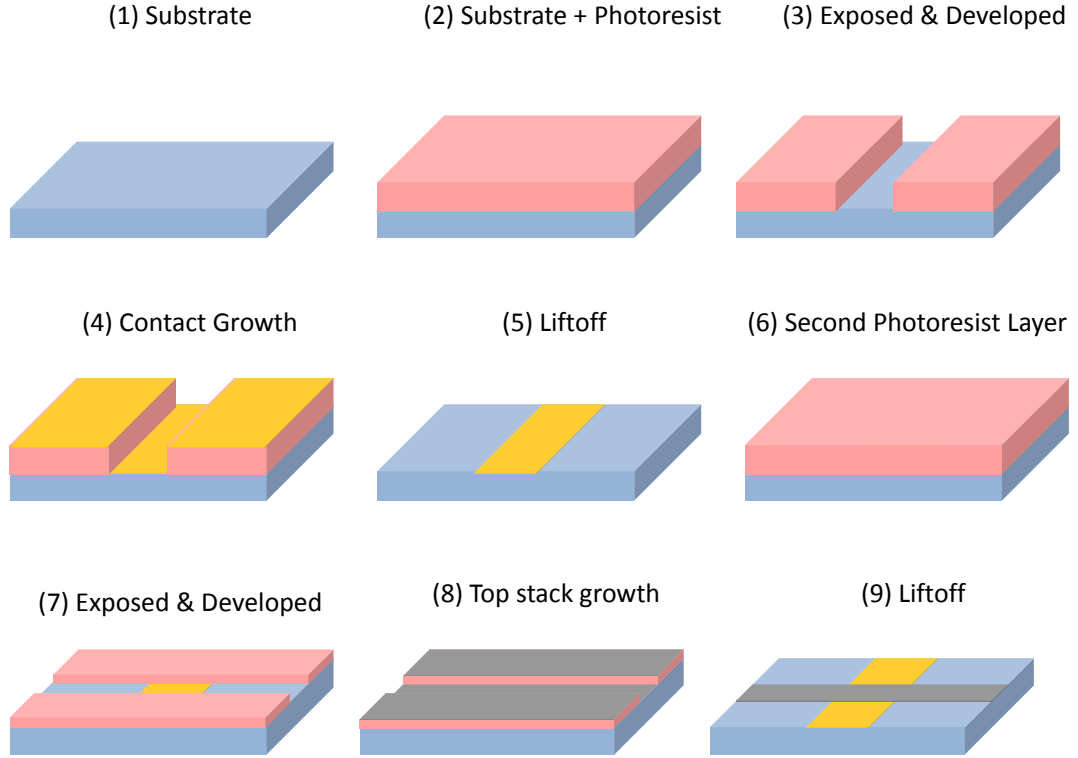 (1) Substrate
(2) Substrate + Photoresist
(3) Exposed & Developed
(4) Contact Growth
(5) Liftoff
(6) Second Photoresist Layer
(7) Exposed & Developed
(8) Top stack growth
(9) Liftoff